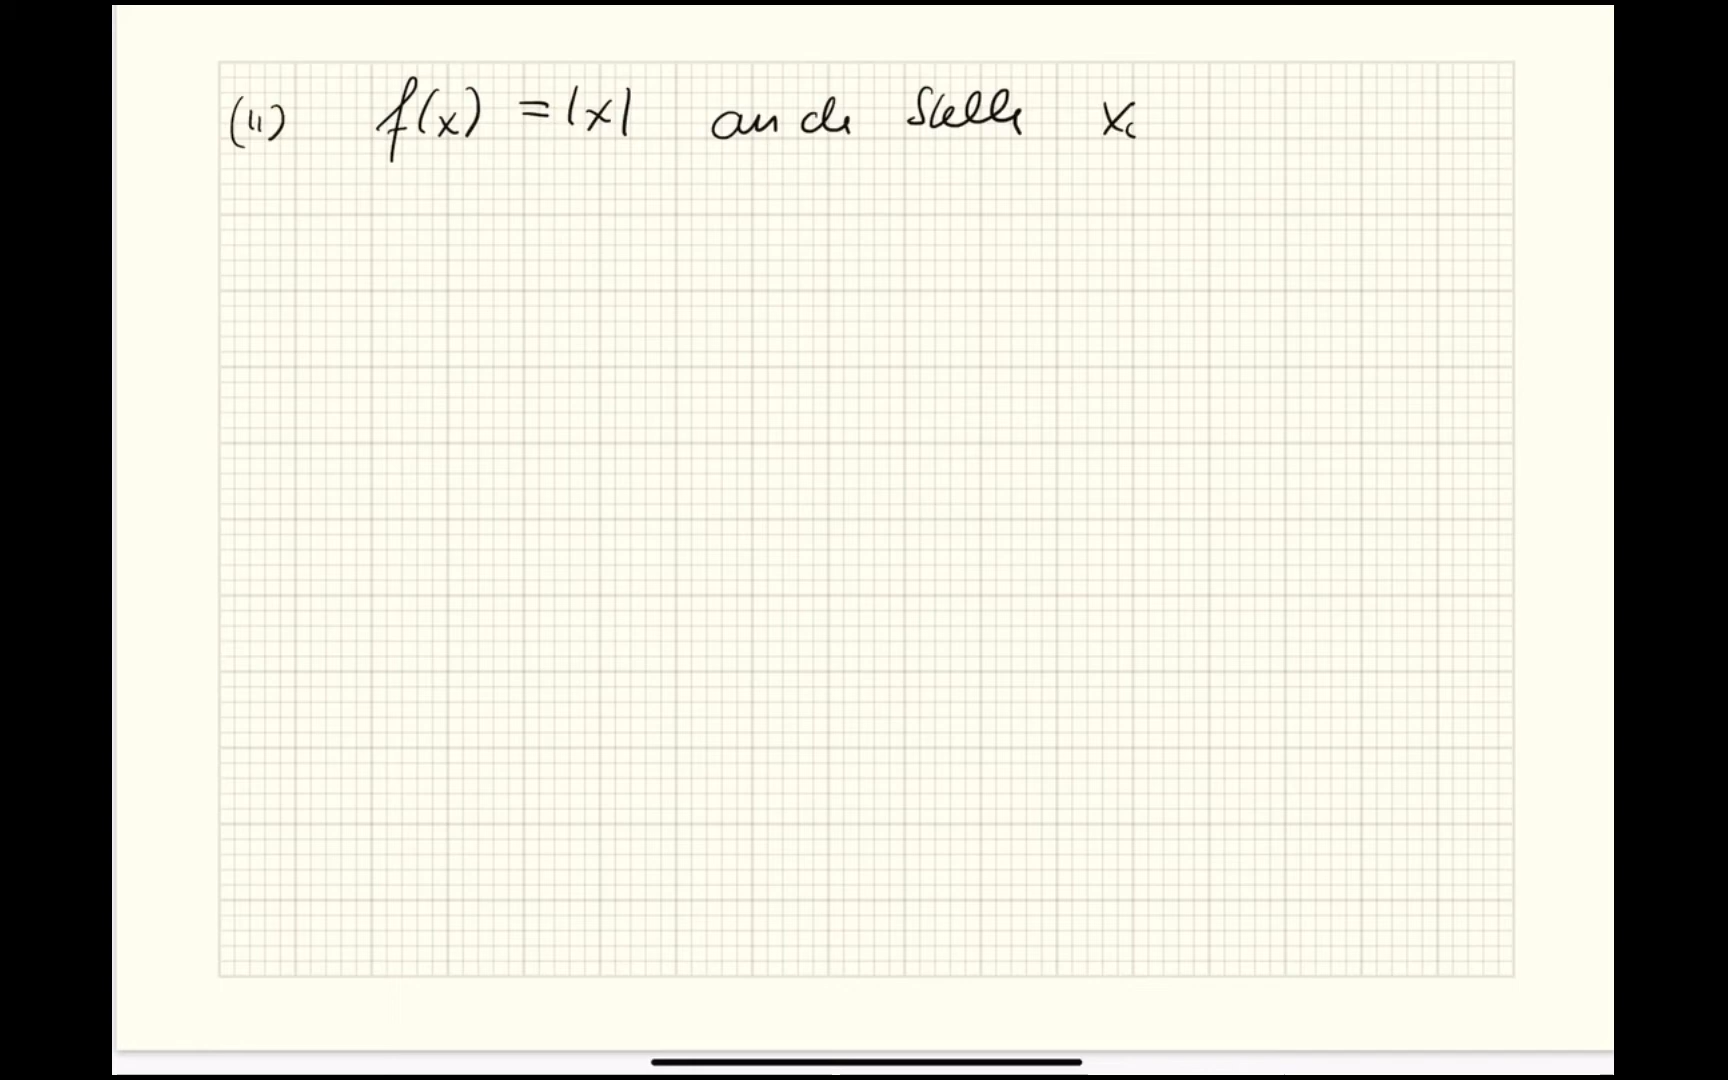 (ii) f(x) = |x| an der Stelle x₀